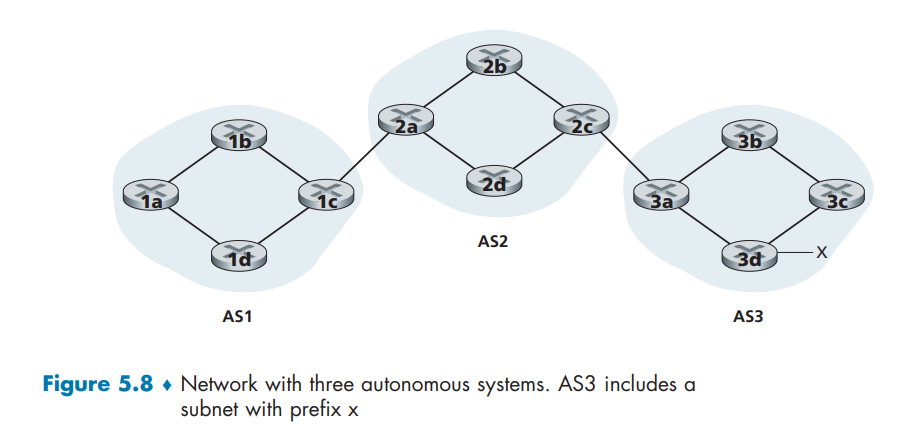 2b
2a
2c
1b
3b
2d
1a
1c
3a
3c
AS2
1d
3d
X
AS1
AS3
Figure 5.8 ♦ Network with three autonomous systems. AS3 includes a
subnet with prefix x